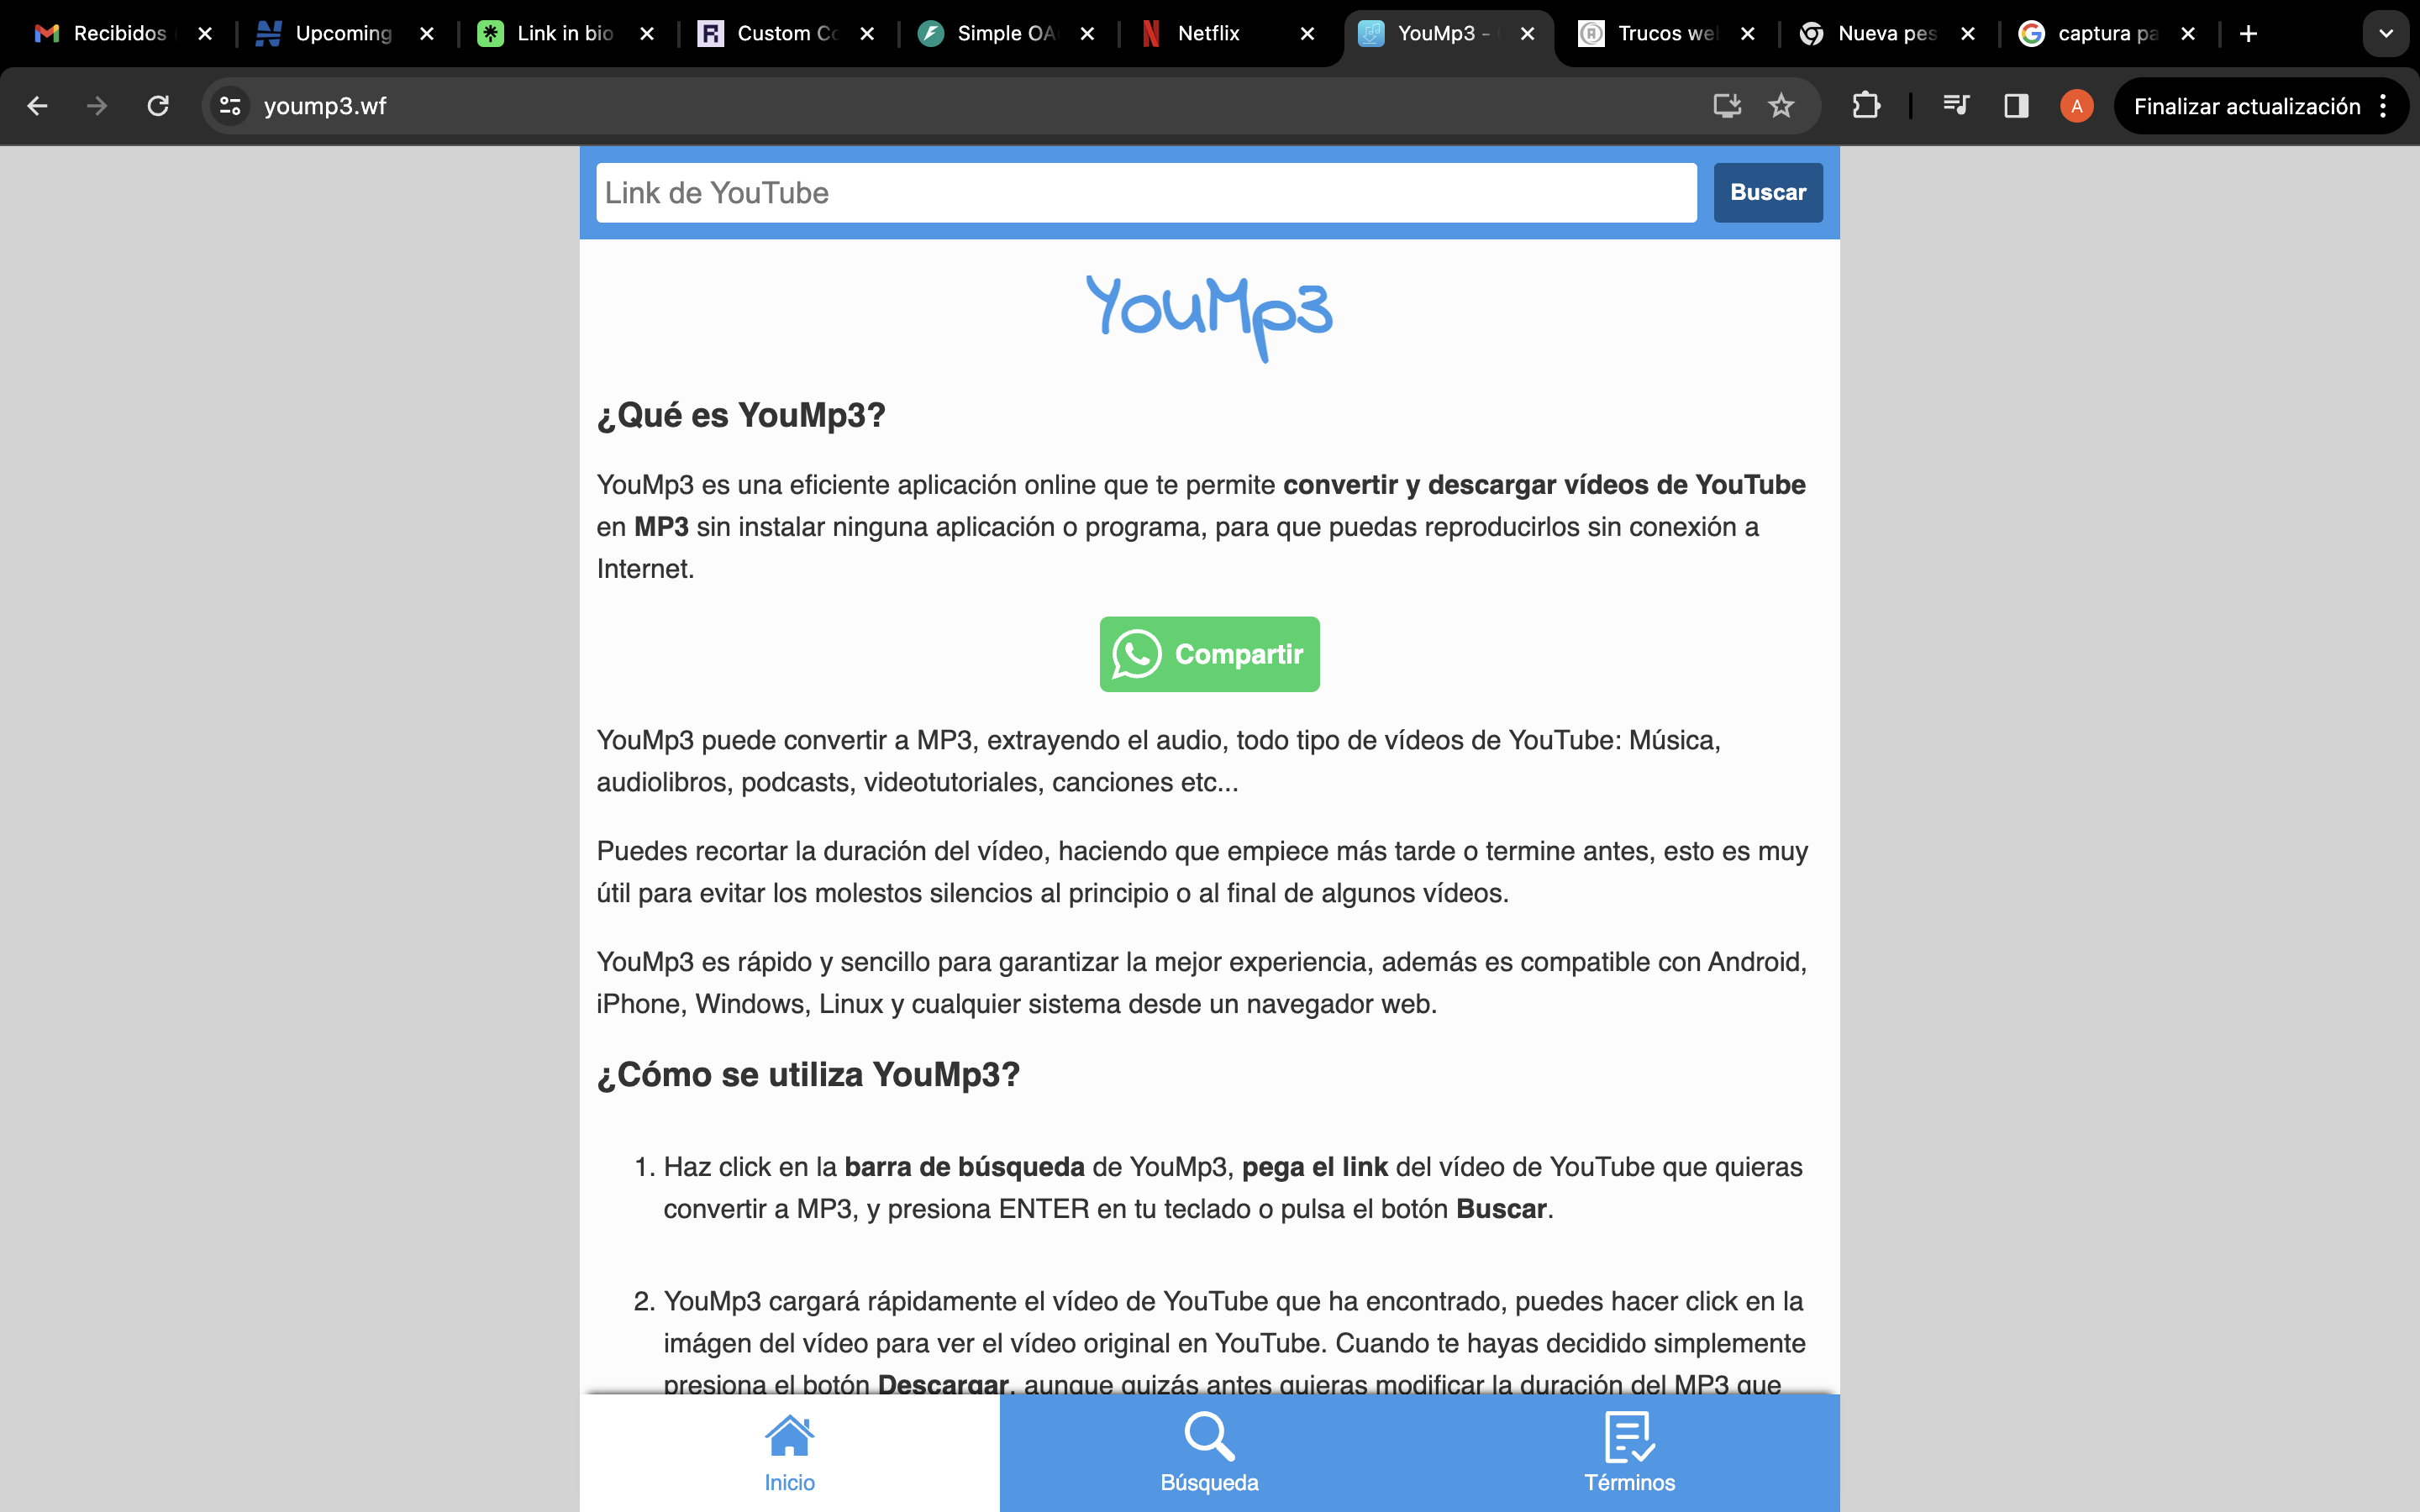 Recibidos
Upcoming
Link in bio
Custom Co
Simple OA
Netflix
YouMp3 -
Trucos we
Nueva pes
captura pa
yoump3.wf
A
Finalizar actualización
Link de YouTube
Buscar
YouMp3
¿Qué es YouMp3?
YouMp3 es una eficiente aplicación online que te permite convertir y descargar vídeos de YouTube
en MP3 sin instalar ninguna aplicación o programa, para que puedas reproducirlos sin conexión a
Internet.
Compartir
YouMp3 puede convertir a MP3, extrayendo el audio, todo tipo de vídeos de YouTube: Música,
audiolibros, podcasts, videotutoriales, canciones etc...
Puedes recortar la duración del vídeo, haciendo que empiece más tarde o termine antes, esto es muy
útil para evitar los molestos silencios al principio o al final de algunos vídeos.
YouMp3 es rápido y sencillo para garantizar la mejor experiencia, además es compatible con Android,
iPhone, Windows, Linux y cualquier sistema desde un navegador web.
¿Cómo se utiliza YouMp3?
1. Haz click en la barra de búsqueda de YouMp3, pega el link del vídeo de YouTube que quieras
convertir a MP3, y presiona ENTER en tu teclado o pulsa el botón Buscar.
2. YouMp3 cargará rápidamente el vídeo de YouTube que ha encontrado, puedes hacer click en la
imágen del vídeo para ver el vídeo original en YouTube. Cuando te hayas decidido simplemente
presiona el botón Descargar, aunque quizás antes quieras modificar la duración del MP3 que
Inicio
Búsqueda
Términos